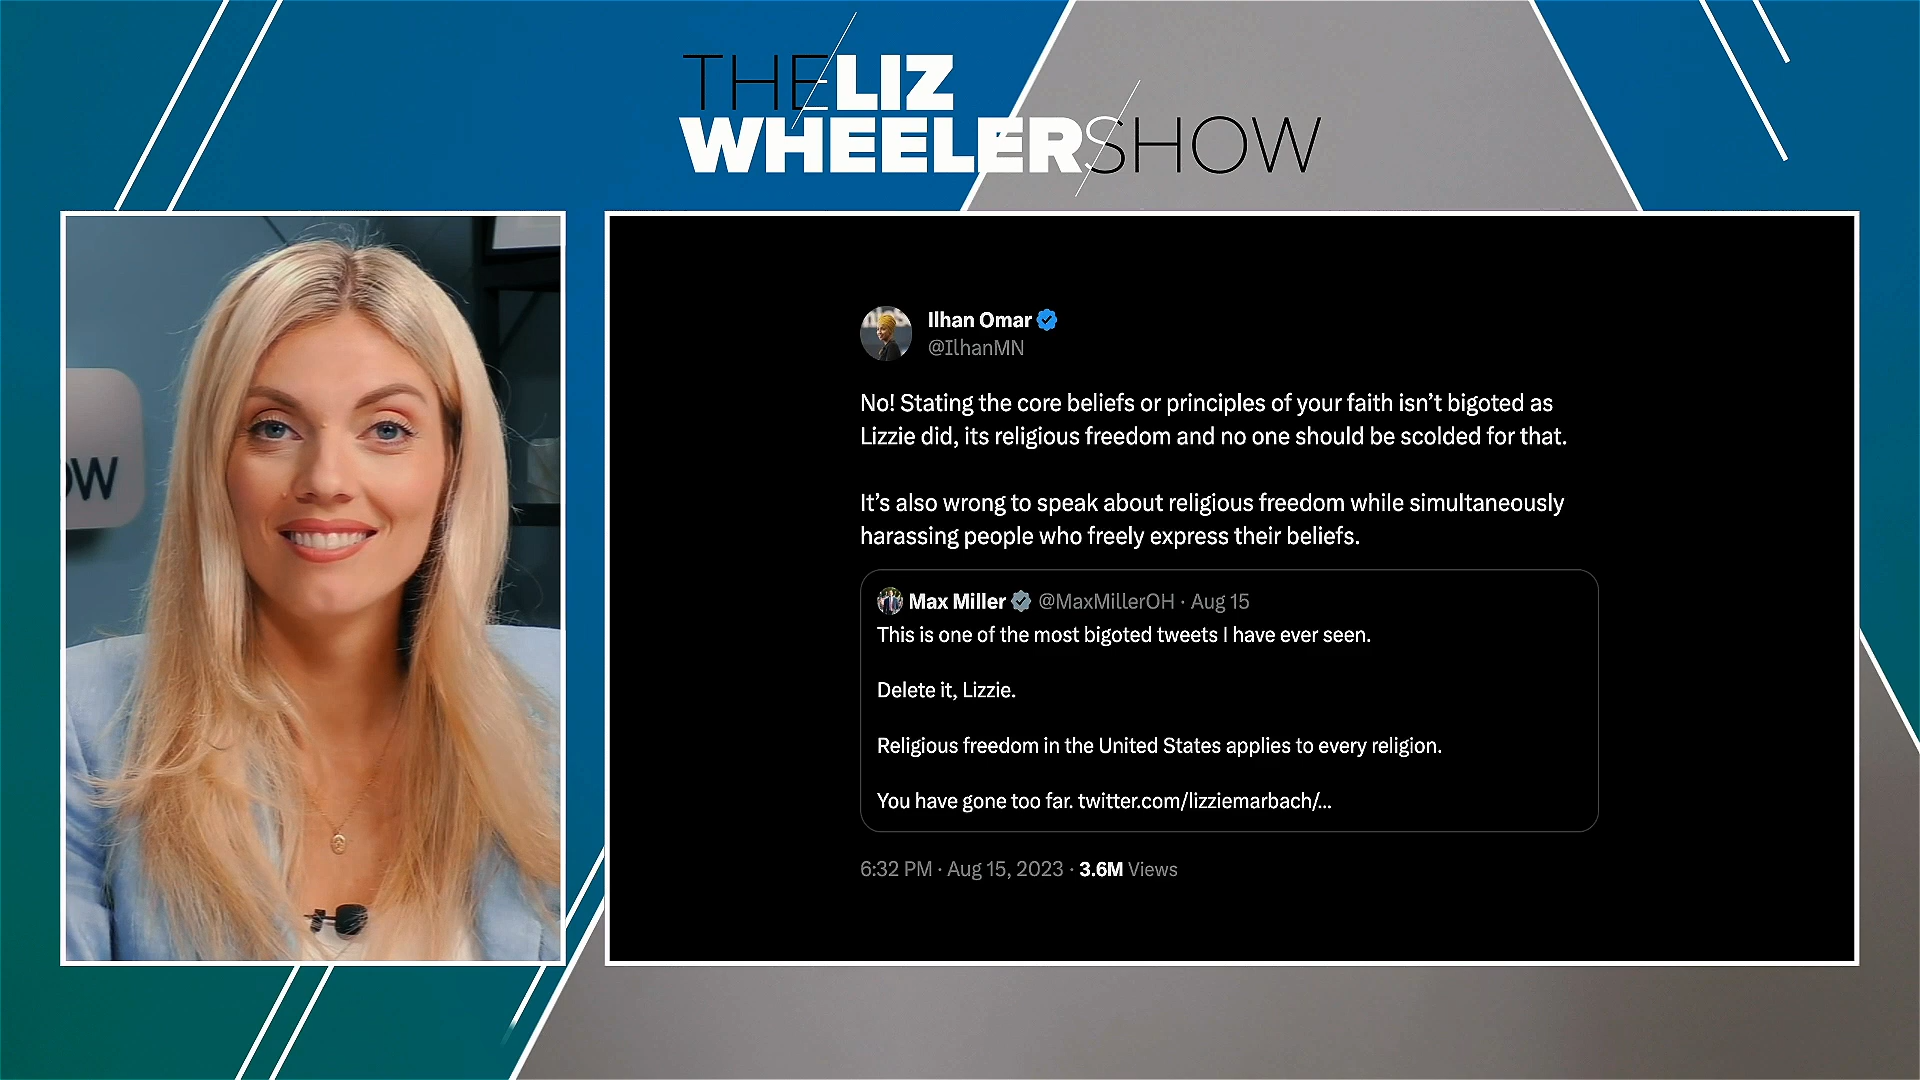 THE LIZ
WHEELER SHOW
OW
Ilhan Omar
@IlhanMN
No! Stating the core beliefs or principles of your faith isn’t bigoted as
Lizzie did, its religious freedom and no one should be scolded for that.
It’s also wrong to speak about religious freedom while simultaneously
harassing people who freely express their beliefs.
Max Miller @MaxMillerOH · Aug 15
This is one of the most bigoted tweets I have ever seen.
Delete it, Lizzie.
Religious freedom in the United States applies to every religion.
You have gone too far. twitter.com/lizziemarbach/...
6:32 PM · Aug 15, 2023 · 3.6M Views